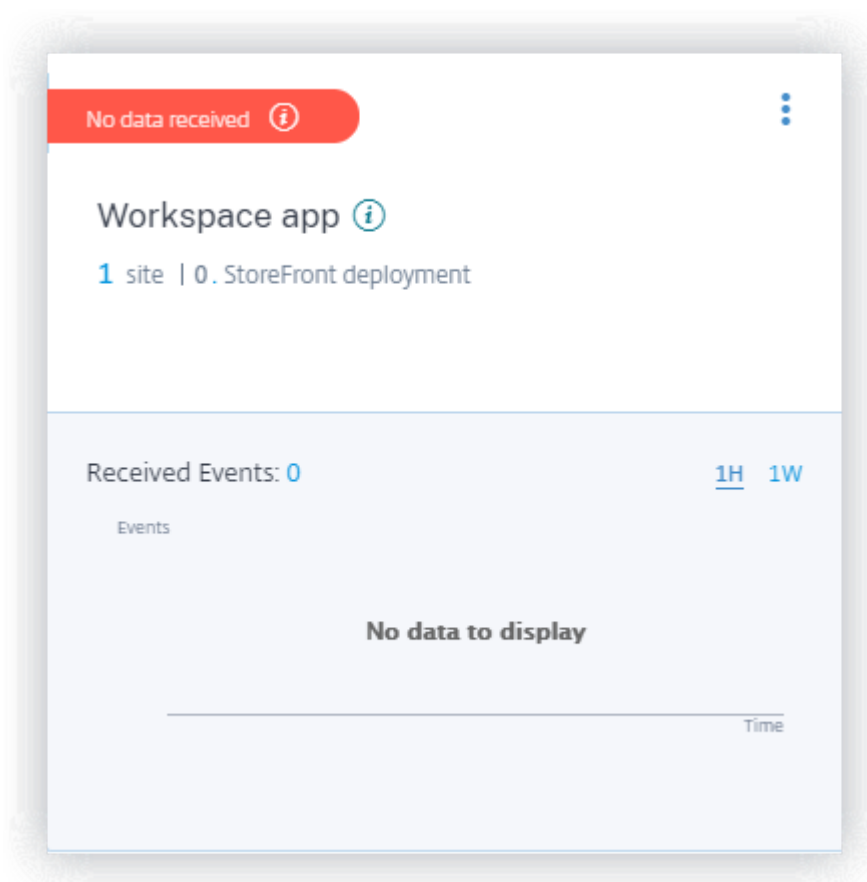 No data received
Workspace app
1 site | 0. StoreFront deployment
Received Events: 0 1H 1W
Events
No data to display
Time